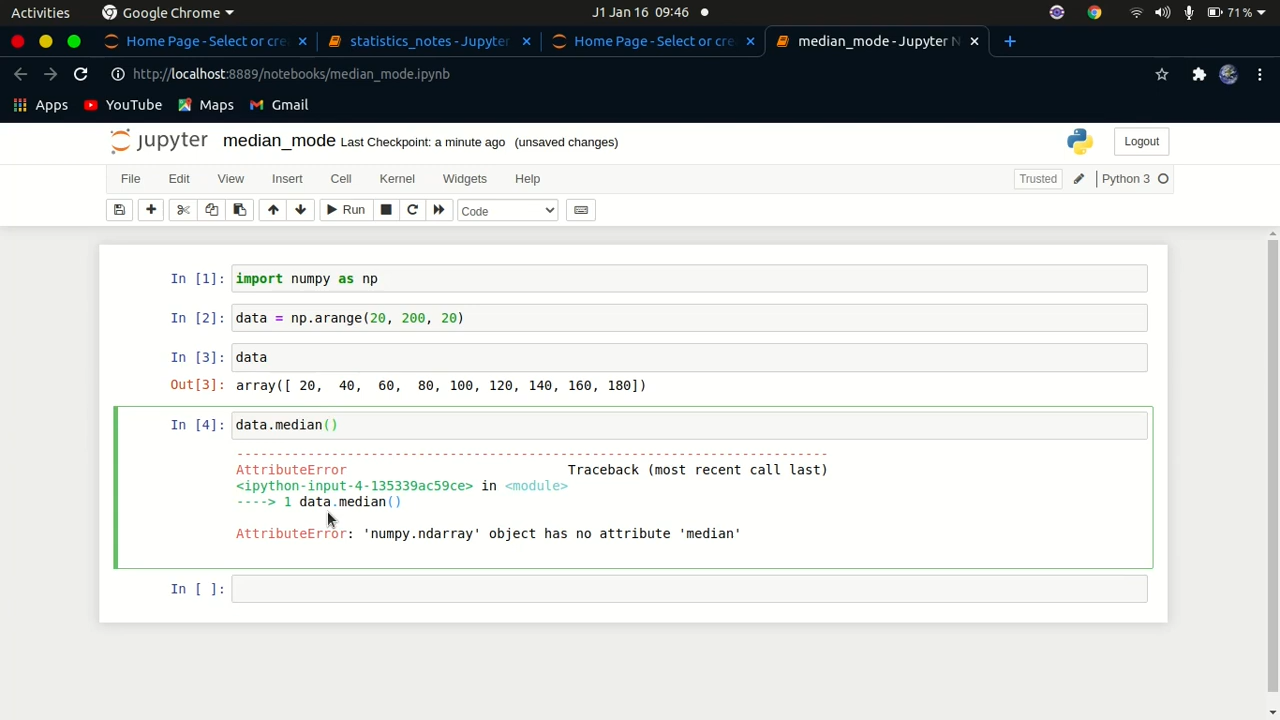 Activities Google Chrome J1 Jan 16 09:46 71%
Home Page - Select or cre statistics_notes - Jupyter Home Page - Select or cre median_mode - Jupyter N
http://localhost:8889/notebooks/median_mode.ipynb
Apps YouTube Maps Gmail
jupyter median_mode Last Checkpoint: a minute ago (unsaved changes) Logout
File Edit View Insert Cell Kernel Widgets Help Trusted Python 3
Run Code
In [1]: import numpy as np
In [2]: data = np.arange(20, 200, 20)
In [3]: data
Out[3]: array([ 20,  40,  60,  80, 100, 120, 140, 160, 180])
In [4]: data.median()
---------------------------------------------------------------------------
AttributeError                            Traceback (most recent call last)
<ipython-input-4-135339ac59ce> in <module>
----> 1 data.median()
AttributeError: 'numpy.ndarray' object has no attribute 'median'
In [ ]: